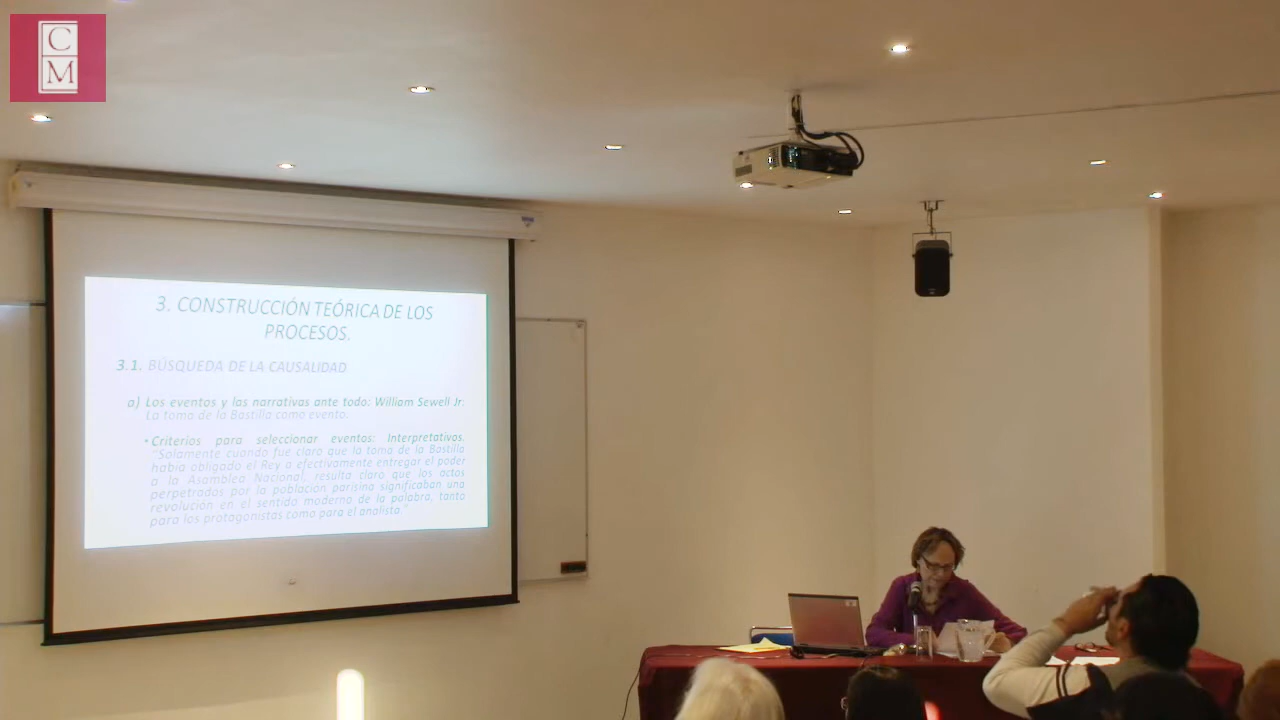 C
M
3. CONSTRUCCIÓN TEÓRICA DE LOS
PROCESOS.
3.1. BÚSQUEDA DE LA CAUSALIDAD
a) Los eventos y las narrativas ante todo: William Sewell Jr:
La toma de la Bastilla como evento.
• Criterios para seleccionar eventos: Interpretativos.
"Solamente cuando fue claro que la toma de la Bastilla
había obligado el Rey a efectivamente entregar el poder
a la Asamblea Nacional, resulta claro que los actos
perpetrados por la población parisina significaban una
revolución en el sentido moderno de la palabra, tanto
para los protagonistas como para el analista."